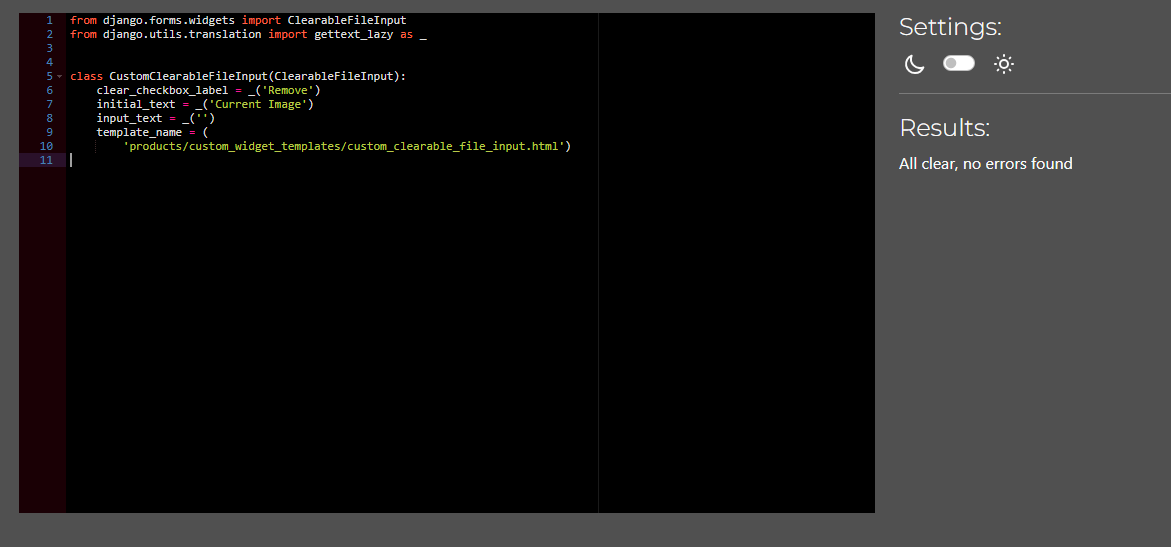 1 from django.forms.widgets import ClearableFileInput
2 from django.utils.translation import gettext_lazy as _
3
4
5 class CustomClearableFileInput(ClearableFileInput):
6     clear_checkbox_label = _('Remove')
7     initial_text = _('Current Image')
8     input_text = _('')
9     template_name = (
10         'products/custom_widget_templates/custom_clearable_file_input.html')
11
Settings:
Results:
All clear, no errors found